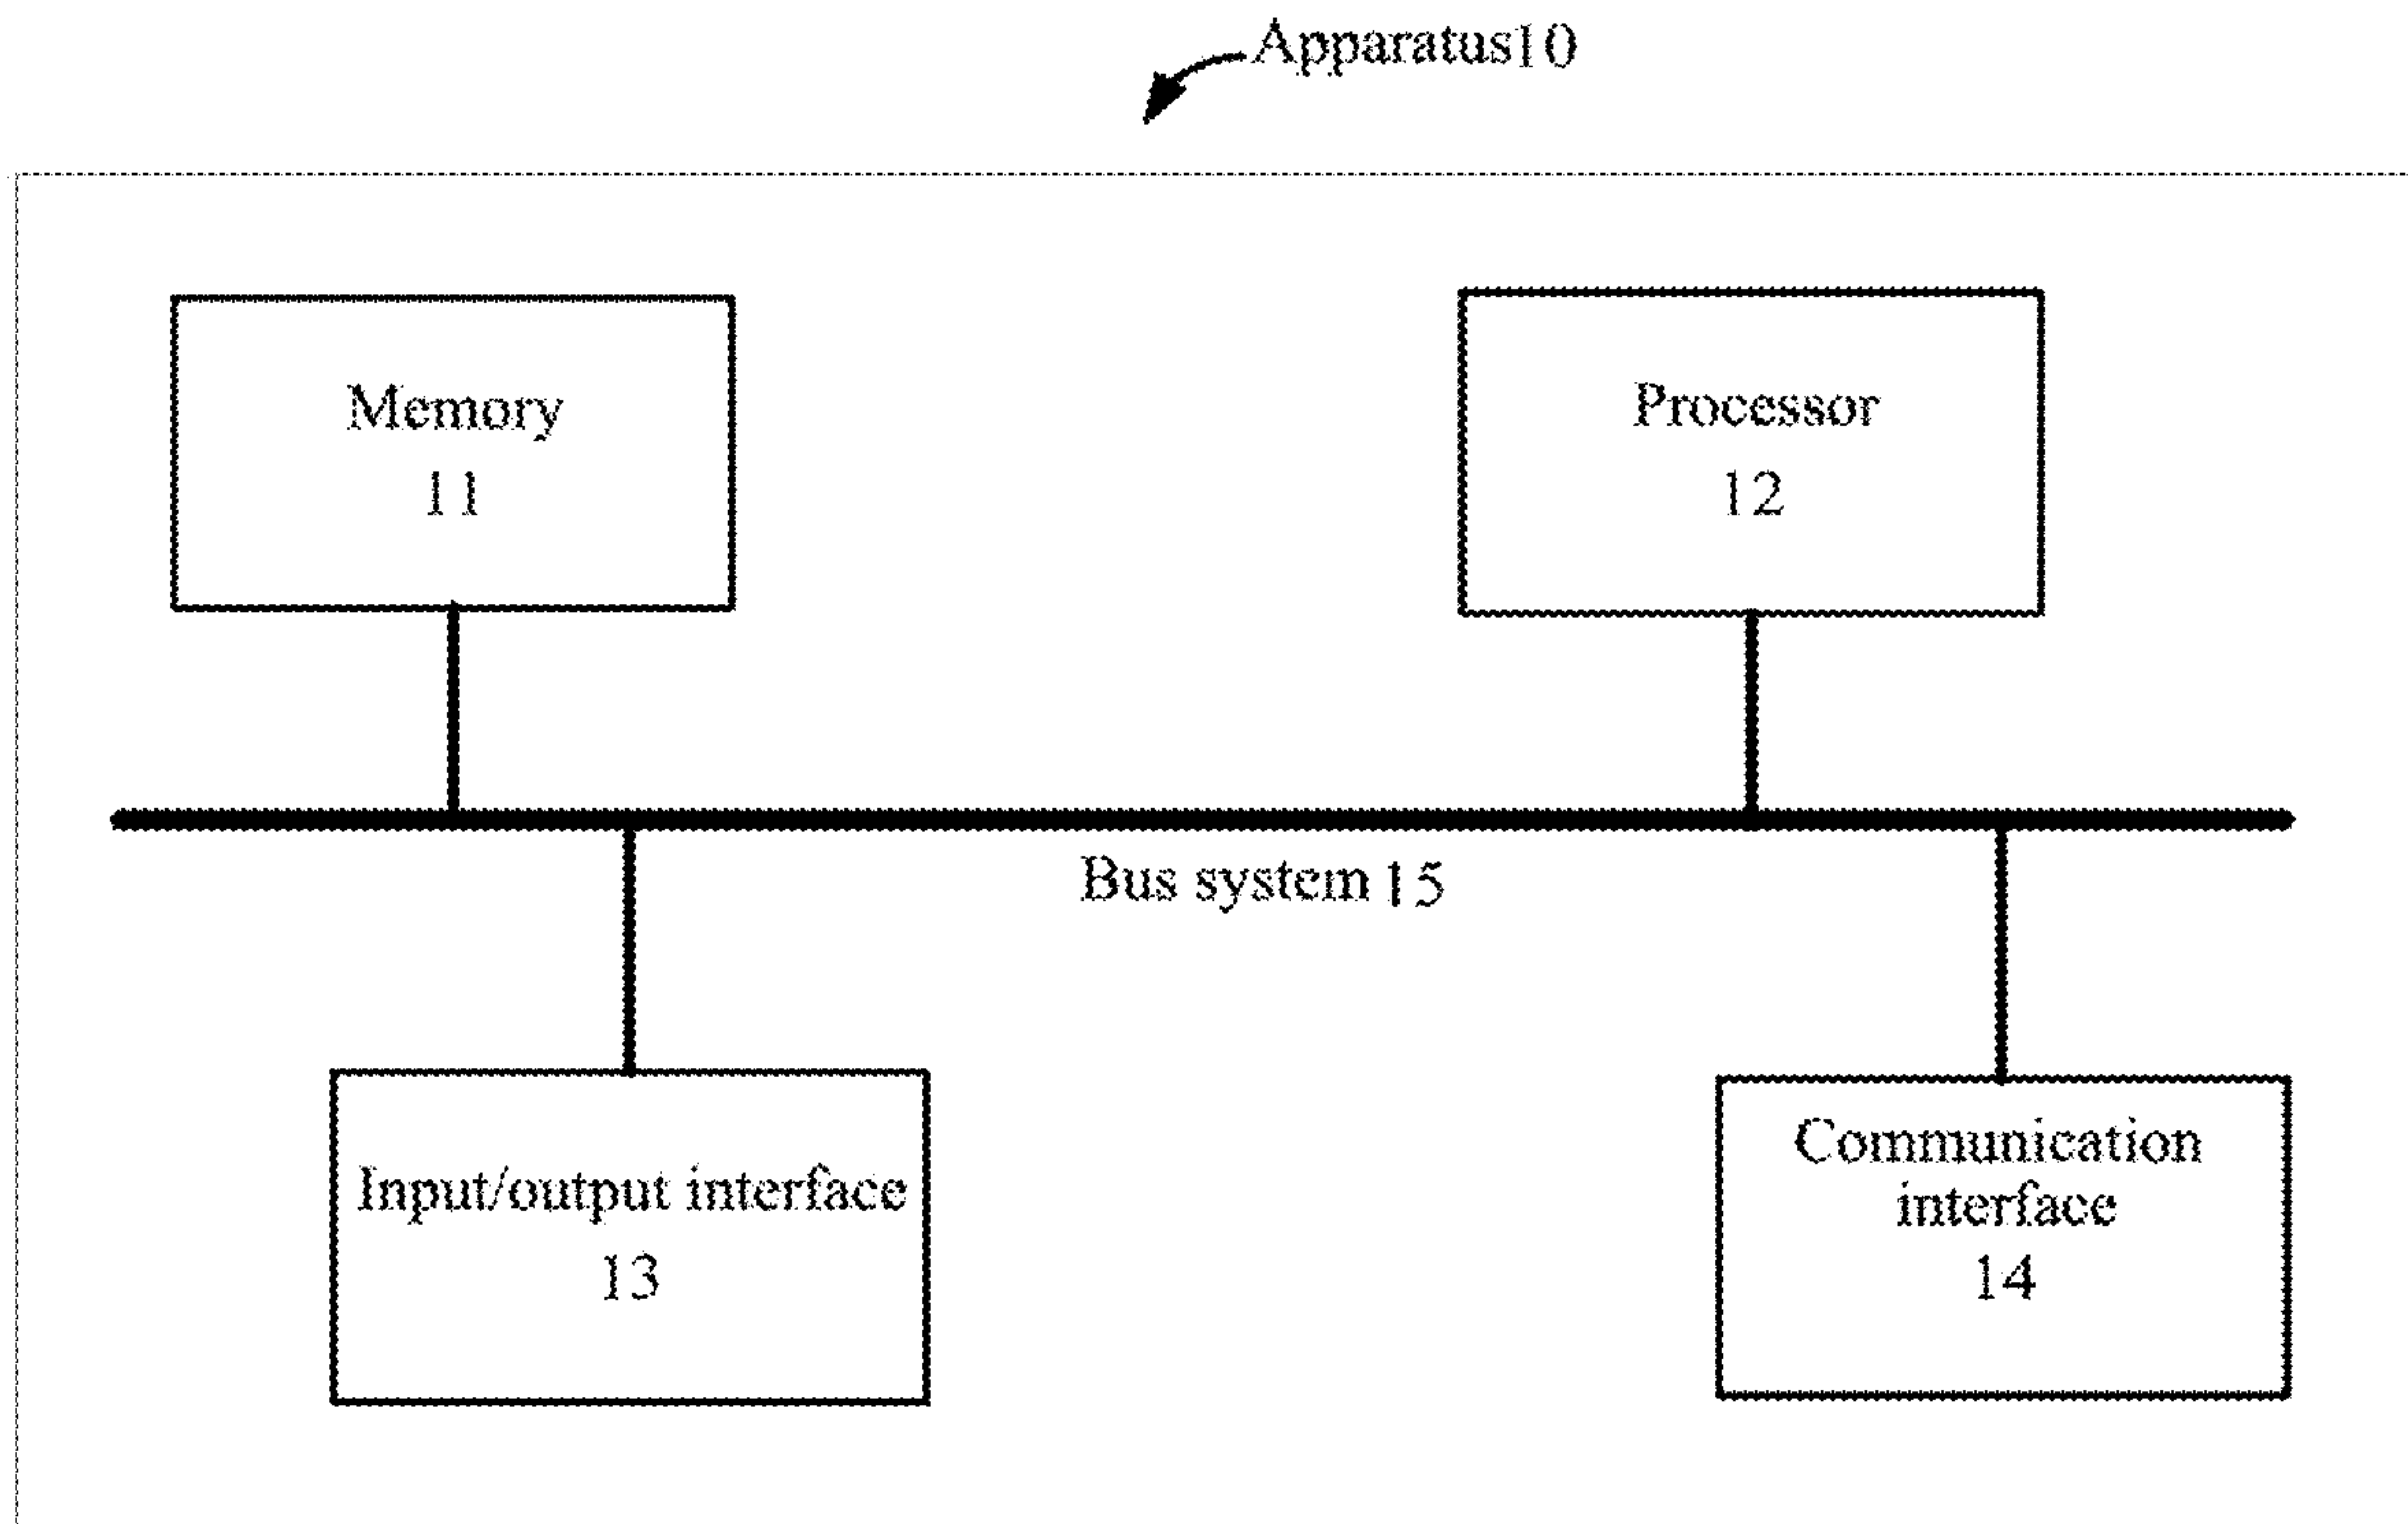 Apparatus10
Memory
11
Processor
12
Bus system 15
Input/output interface
13
Communication
interface
14